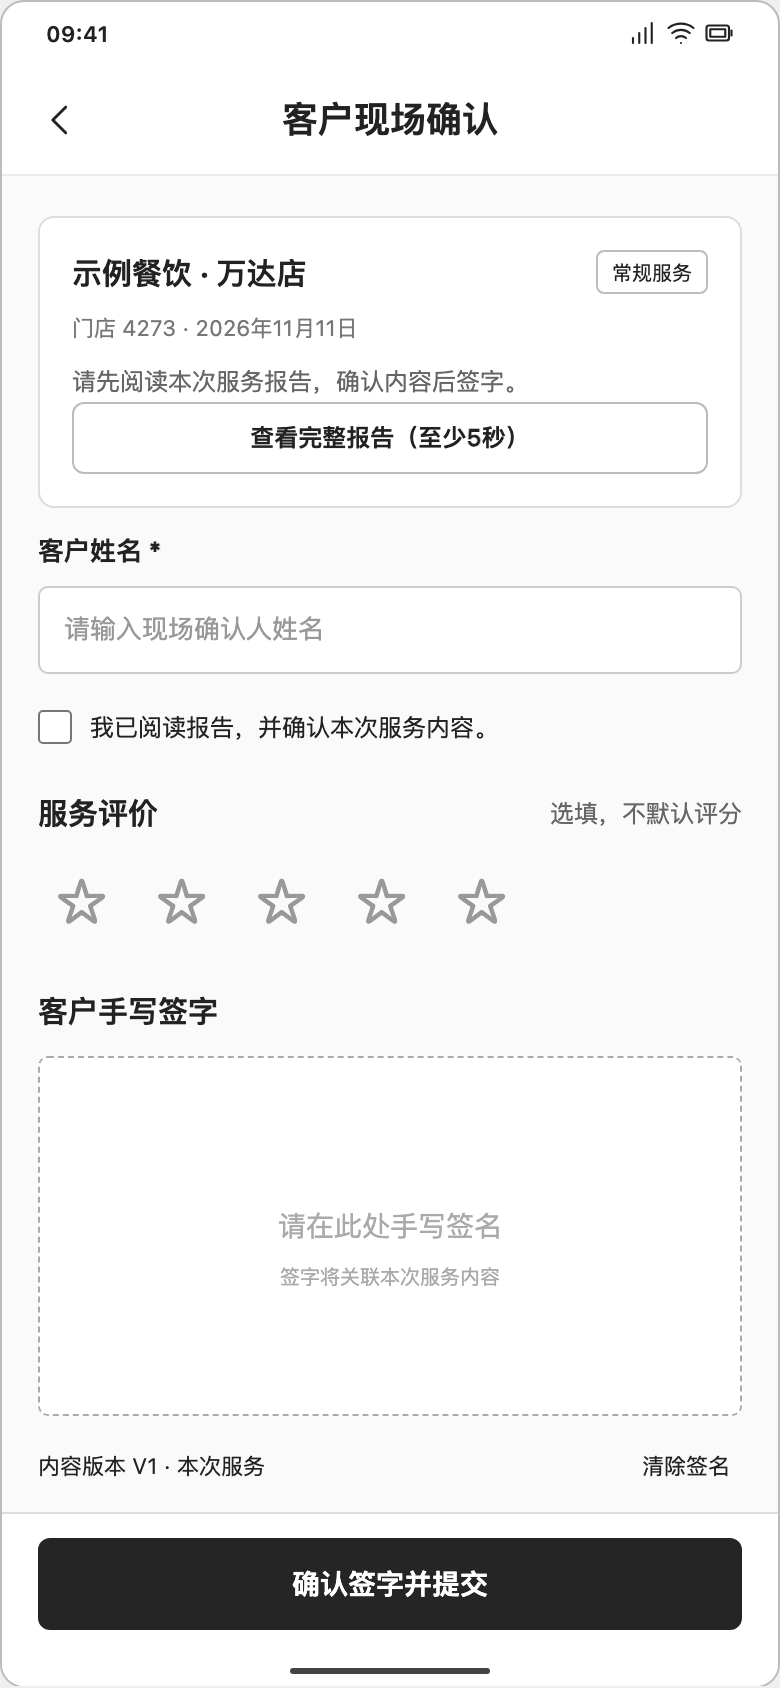 09:41
客户现场确认
示例餐饮 · 万达店
常规服务
门店 4273 · 2026年11月11日
请先阅读本次服务报告，确认内容后签字。
查看完整报告（至少5秒）
客户姓名 *
请输入现场确认人姓名
我已阅读报告，并确认本次服务内容。
服务评价
选填，不默认评分
客户手写签字
请在此处手写签名
签字将关联本次服务内容
内容版本 V1 · 本次服务
清除签名
确认签字并提交